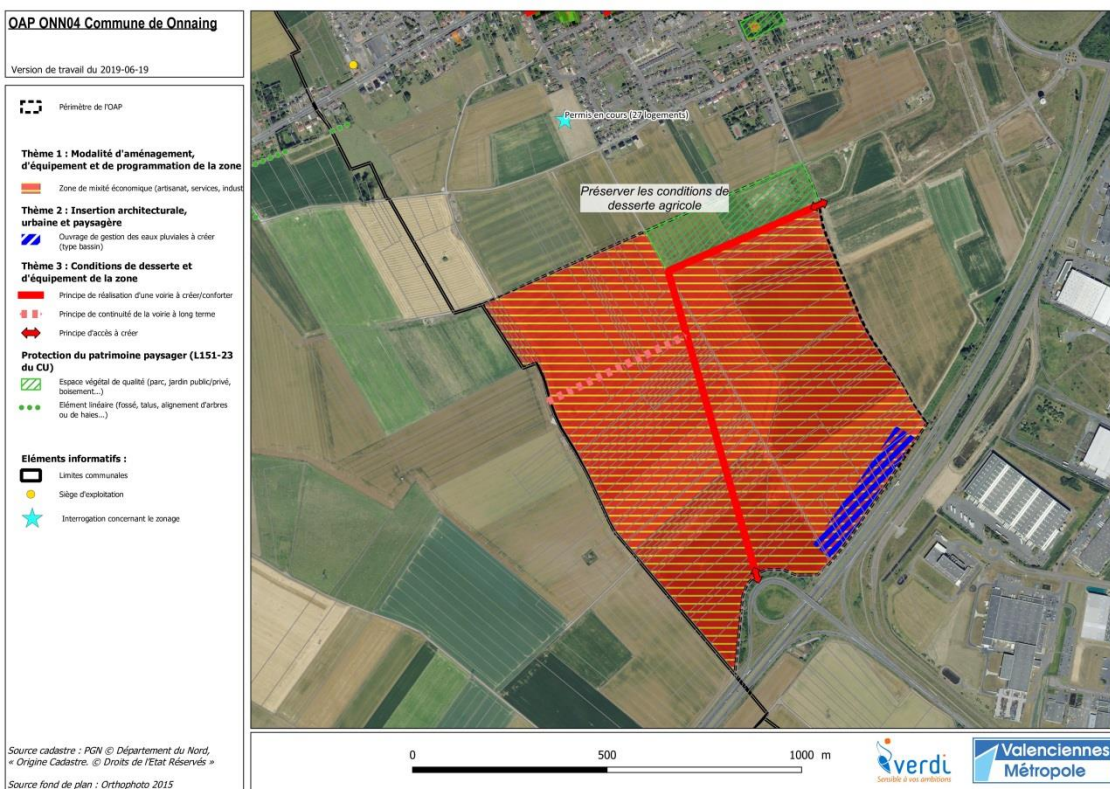 OAP ONN04 Commune de Onnaing
Version de travail du 2019-06-19
Périmètre de l'OAP
Thème 1 : Modalité d'aménagement,
d'équipement et de programmation de la zone
Zone de mixité économique (artisanat, services, indust
Thème 2 : Insertion architecturale,
urbaine et paysagère
Ouvrage de gestion des eaux pluviales à créer
(type bassin)
Thème 3 : Conditions de desserte et
d'équipement de la zone
Principe de réalisation d'une voirie à créer/conforter
Principe de continuité de la voirie à long terme
Principe d'accès à créer
Protection du patrimoine paysager (L151-23
du CU)
Espace végétal de qualité (parc, jardin public/privé,
boisement...)
Elément linéaire (fossé, talus, alignement d'arbres
ou de haies...)
Eléments informatifs :
Limites communales
Siège d'exploitation
Interrogation concernant le zonage
Source cadastre : PGN © Département du Nord,
« Origine Cadastre. © Droits de l'Etat Réservés »
Source fond de plan : Orthophoto 2015
Permis en cours (27 logements)
Préserver les conditions de
desserte agricole
0 500 1000 m
verdi
Sensible à vos ambitions
Valenciennes
Métropole